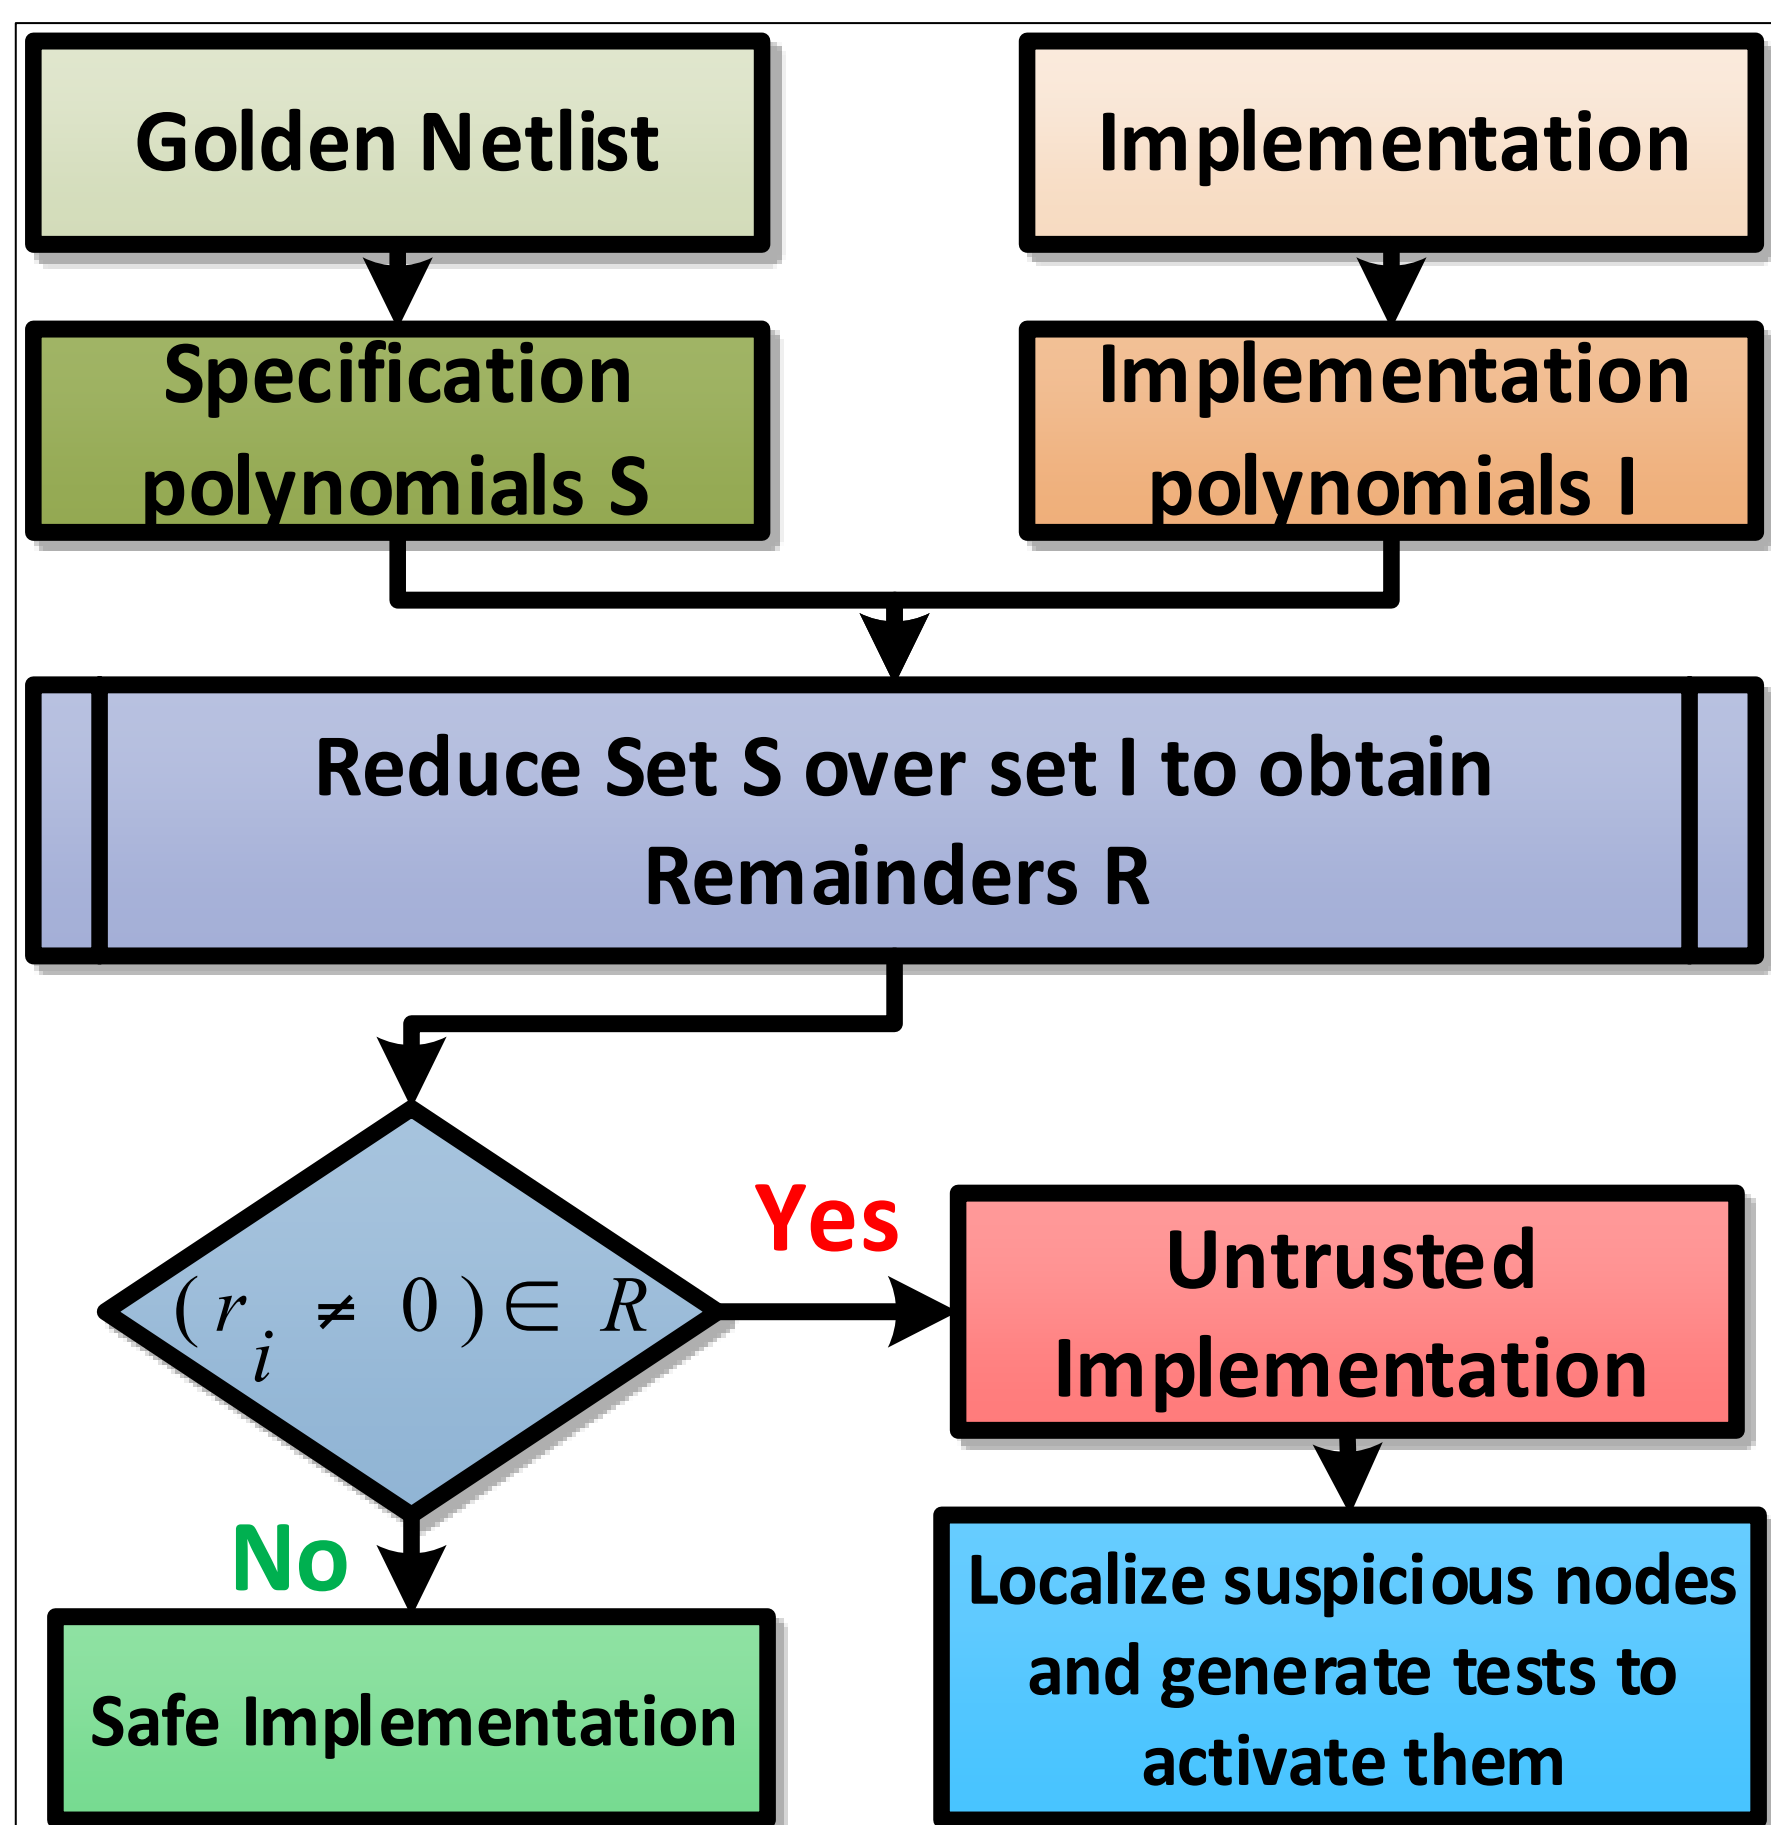 Golden Netlist
Implementation
Specification
polynomials S
Implementation
polynomials I
Reduce Set S over set I to obtain
Remainders R
(r_i ≠ 0) ∈ R
Yes
Untrusted
Implementation
No
Safe Implementation
Localize suspicious nodes
and generate tests to
activate them